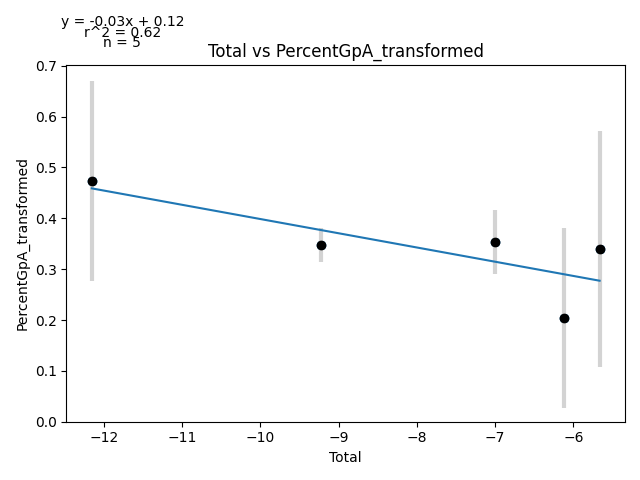 y = -0.03x + 0.12
r^2 = 0.62
n = 5
Total vs PercentGpA_transformed
0.7
0.6
0.5
0.4
0.3
0.2
0.1
0.0
PercentGpA_transformed
−12
−11
−10
−9
−8
−7
−6
Total